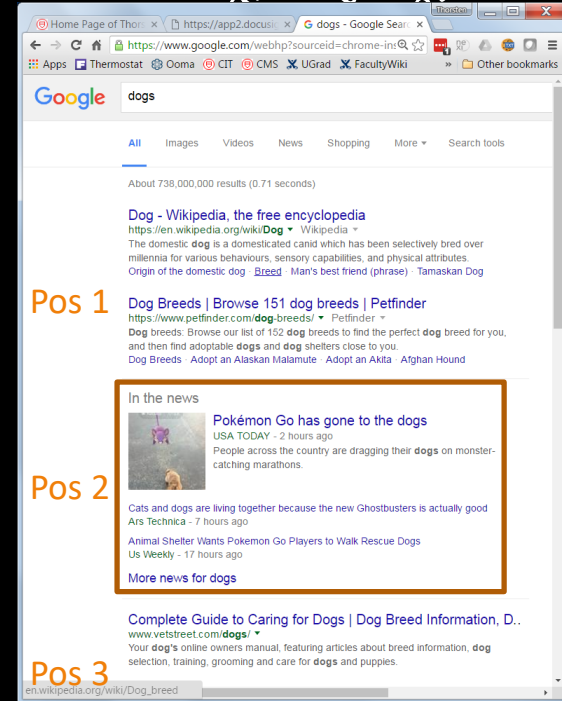 Thorsten
Home Page of Thors
https://app2.docusig
dogs - Google Searc
https://www.google.com/webhp?sourceid=chrome-ins
Apps Thermostat Ooma CIT CMS UGrad FacultyWiki » Other bookmarks
Google dogs
All Images Videos News Shopping More Search tools
About 738,000,000 results (0.71 seconds)
Dog - Wikipedia, the free encyclopedia
https://en.wikipedia.org/wiki/Dog Wikipedia
The domestic dog is a domesticated canid which has been selectively bred over
millennia for various behaviours, sensory capabilities, and physical attributes.
Origin of the domestic dog · Breed · Man's best friend (phrase) · Tamaskan Dog
Pos 1
Dog Breeds | Browse 151 dog breeds | Petfinder
https://www.petfinder.com/dog-breeds/ Petfinder
Dog breeds: Browse our list of 152 dog breeds to find the perfect dog breed for you,
and then find adoptable dogs and dog shelters close to you.
Dog Breeds · Adopt an Alaskan Malamute · Adopt an Akita · Afghan Hound
In the news
Pokémon Go has gone to the dogs
USA TODAY - 2 hours ago
People across the country are dragging their dogs on monster-
catching marathons.
Pos 2
Cats and dogs are living together because the new Ghostbusters is actually good
Ars Technica - 7 hours ago
Animal Shelter Wants Pokemon Go Players to Walk Rescue Dogs
Us Weekly - 17 hours ago
More news for dogs
Complete Guide to Caring for Dogs | Dog Breed Information, D..
www.vetstreet.com/dogs/
Your dog's online owners manual, featuring articles about breed information, dog
selection, training, grooming and care for dogs and puppies.
Pos 3
en.wikipedia.org/wiki/Dog_breed